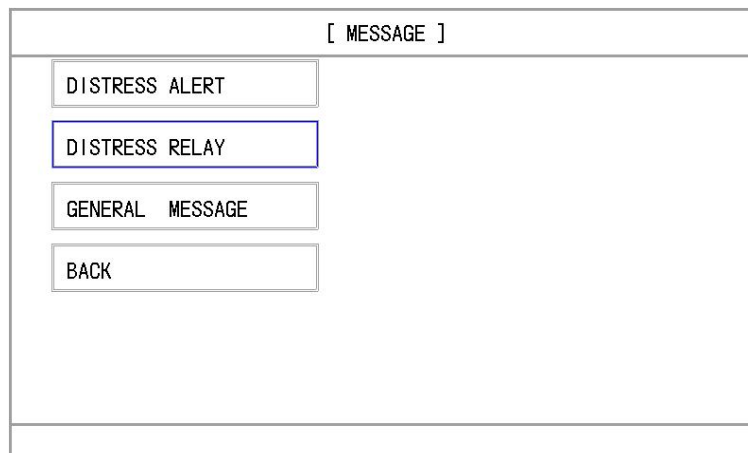 [ MESSAGE ]
DISTRESS ALERT
DISTRESS RELAY
GENERAL MESSAGE
BACK